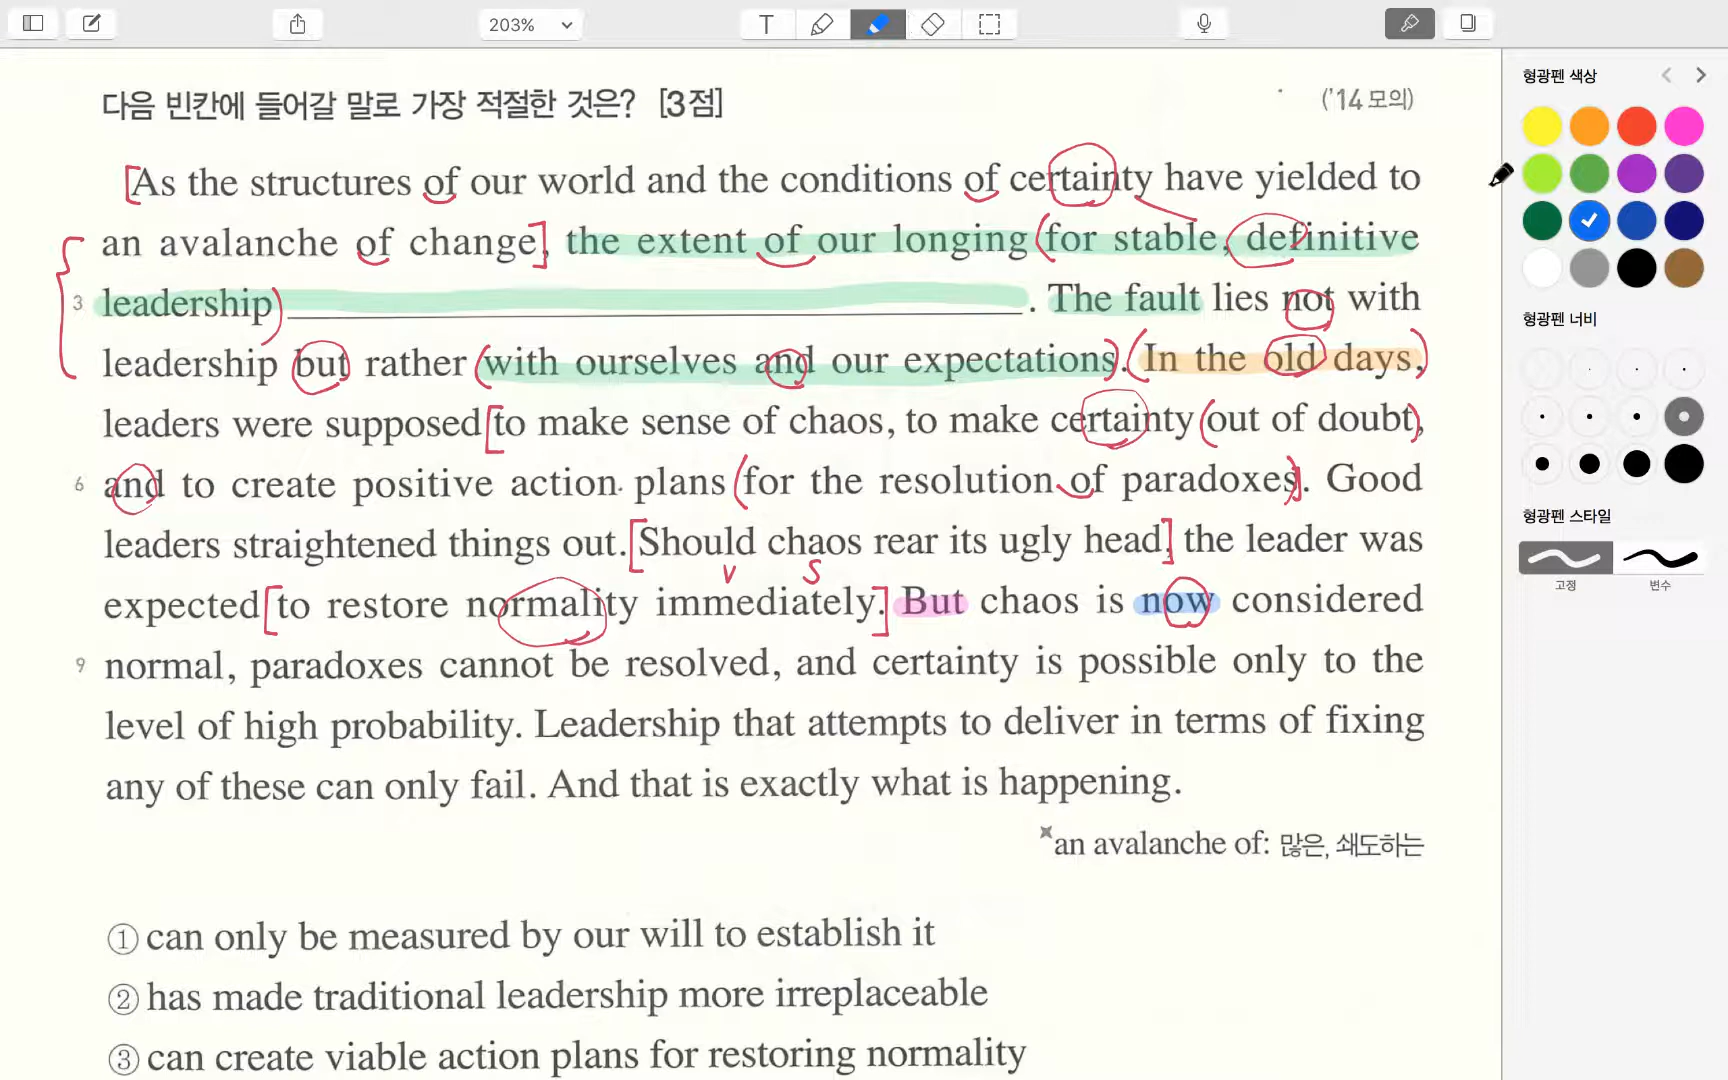 203%
T
형광펜 색상
다음 빈칸에 들어갈 말로 가장 적절한 것은? [3점]
('14 모의)
As the structures of our world and the conditions of certainty have yielded to
an avalanche of change, the extent of our longing for stable, definitive
3 leadership ____________________. The fault lies not with
leadership but rather with ourselves and our expectations. In the old days,
leaders were supposed to make sense of chaos, to make certainty out of doubt,
6 and to create positive action plans for the resolution of paradoxes. Good
leaders straightened things out. Should chaos rear its ugly head, the leader was
v s
expected to restore normality immediately. But chaos is now considered
9 normal, paradoxes cannot be resolved, and certainty is possible only to the
level of high probability. Leadership that attempts to deliver in terms of fixing
any of these can only fail. And that is exactly what is happening.
*an avalanche of: 많은, 쇄도하는
① can only be measured by our will to establish it
② has made traditional leadership more irreplaceable
③ can create viable action plans for restoring normality
형광펜 너비
형광펜 스타일
고정
변수